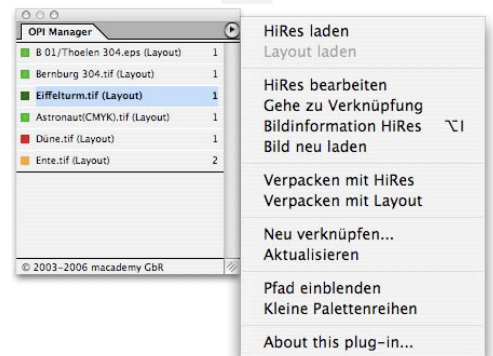 OPI Manager
B 01/Thoelen 304.eps (Layout) 1
Bernburg 304.tif (Layout) 1
Eiffelturm.tif (Layout) 1
Astronaut(CMYK).tif (Layout) 1
Düne.tif (Layout) 1
Ente.tif (Layout) 2
© 2003-2006 macademy GbR
HiRes laden
Layout laden
HiRes bearbeiten
Gehe zu Verknüpfung
Bildinformation HiRes ⌥I
Bild neu laden
Verpacken mit HiRes
Verpacken mit Layout
Neu verknüpfen...
Aktualisieren
Pfad einblenden
Kleine Palettenreihen
About this plug-in...